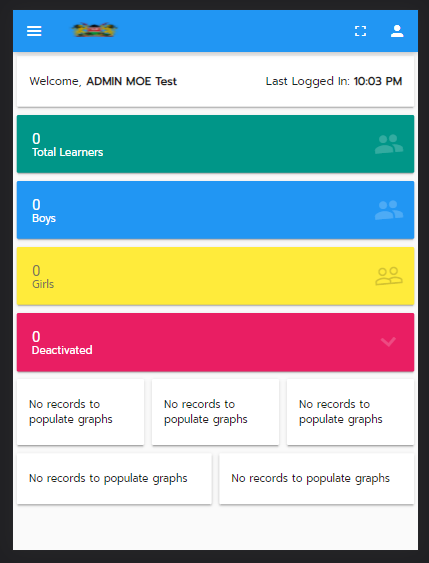 Welcome, ADMIN MOE Test Last Logged In: 10:03 PM
0
Total Learners
0
Boys
0
Girls
0
Deactivated
No records to
populate graphs
No records to
populate graphs
No records to
populate graphs
No records to populate graphs
No records to populate graphs